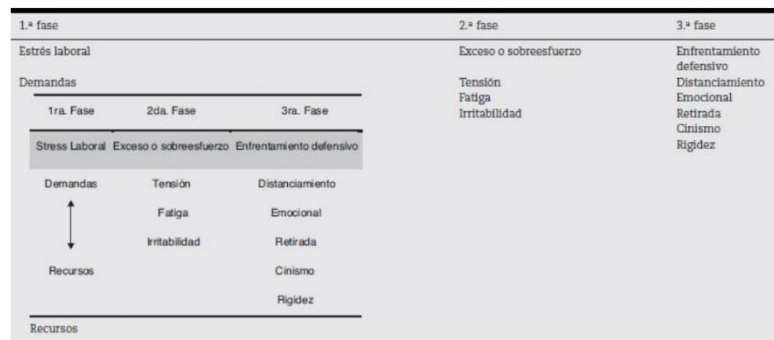 1.ª fase 2.ª fase 3.ª fase
Estrés laboral Exceso o sobreesfuerzo Enfrentamiento
defensivo
Demandas Tensión Distanciamiento
Fatiga Emocional
Irritabilidad Retirada
Cinismo
Rigidez
1ra. Fase 2da. Fase 3ra. Fase
Stress Laboral Exceso o sobreesfuerzo Enfrentamiento defensivo
Demandas Tensión Distanciamiento
Fatiga Emocional
Irritabilidad Retirada
Recursos Cinismo
Rigidez
Recursos